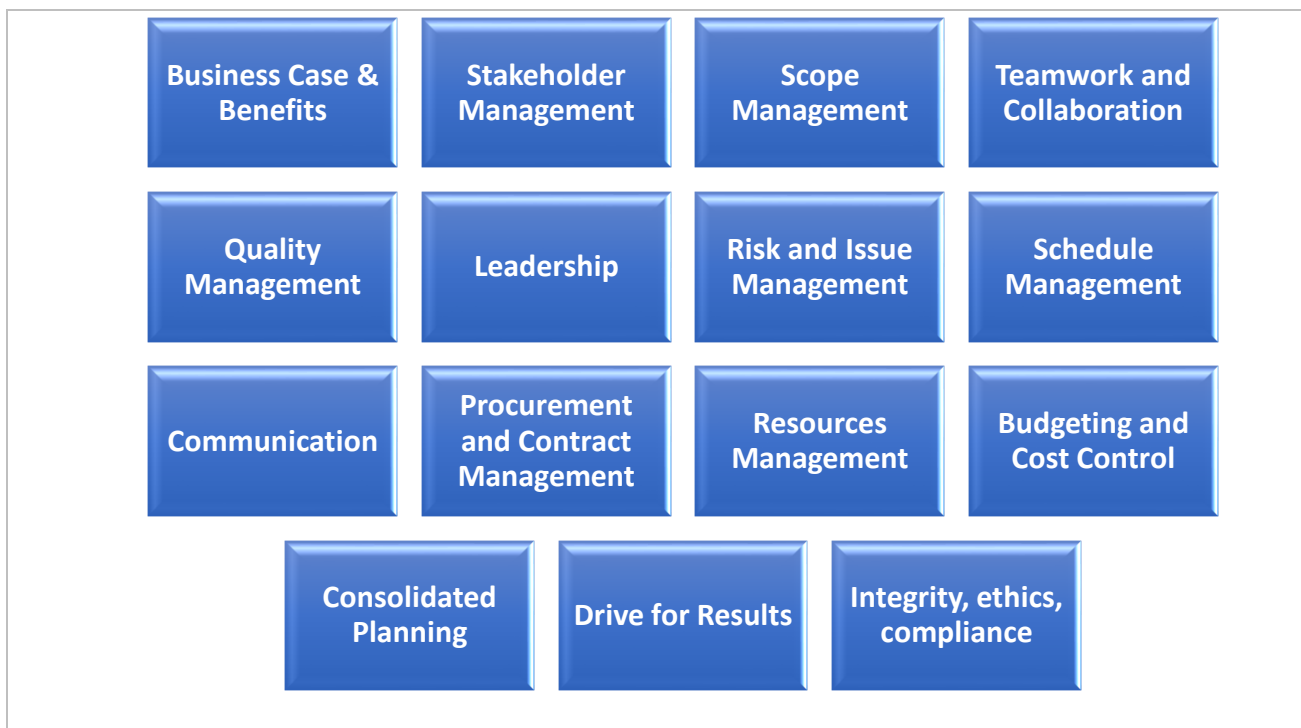 Business Case &
Benefits
Stakeholder
Management
Scope
Management
Teamwork and
Collaboration
Quality
Management
Leadership
Risk and Issue
Management
Schedule
Management
Communication
Procurement
and Contract
Management
Resources
Management
Budgeting and
Cost Control
Consolidated
Planning
Drive for Results
Integrity, ethics,
compliance